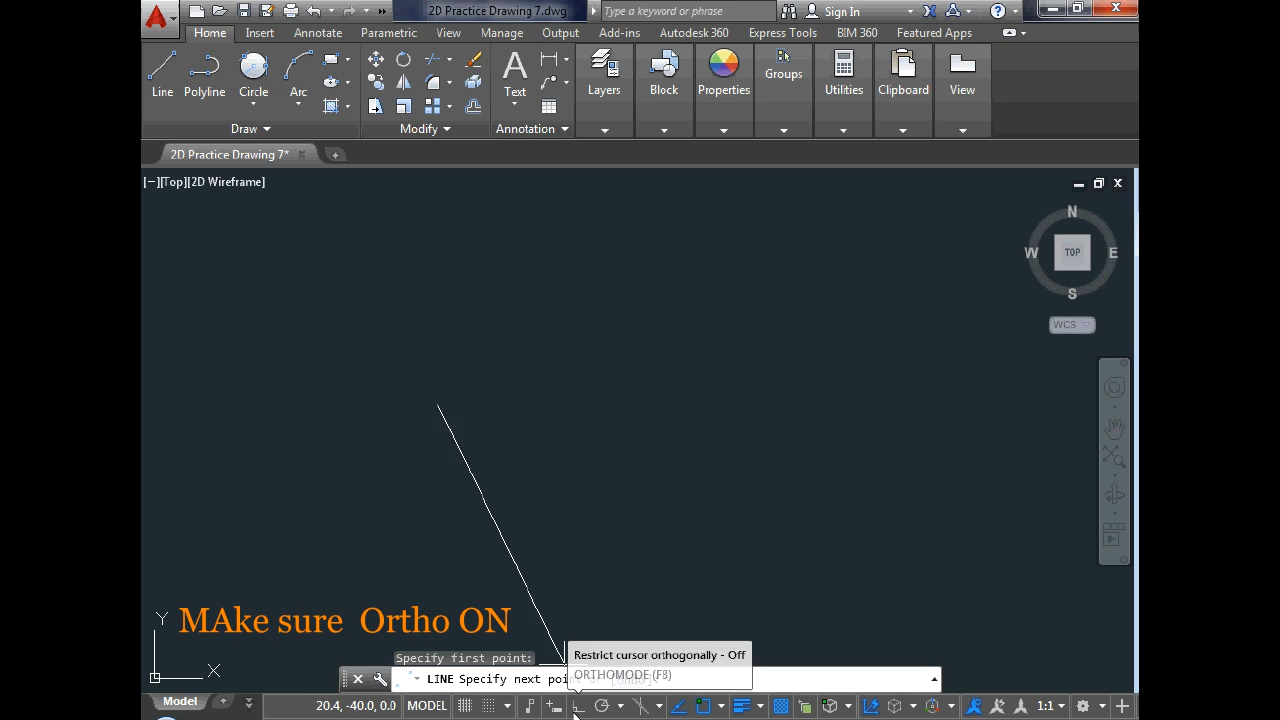 2D Practice Drawing 7.dwg
Type a keyword or phrase
Sign In
Home Insert Annotate Parametric View Manage Output Add-ins Autodesk 360 Express Tools BIM 360 Featured Apps
Line Polyline Circle Arc Text Layers Block Properties Groups Utilities Clipboard View
Draw Modify Annotation
2D Practice Drawing 7*
[−][Top][2D Wireframe]
N
W TOP E
S
WCS
Y
MAke sure Ortho ON
X
Specify first point:
Restrict cursor orthogonally - Off
ORTHOMODE (F8)
LINE Specify next point
Model 20.4, -40.0, 0.0 MODEL 1:1